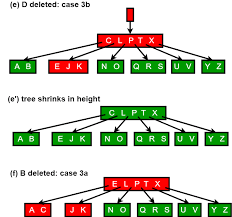 (e) D deleted: case 3b
C L P T X
A B E J K N O Q R S U V Y Z
(e') tree shrinks in height
C L P T X
A B E J K N O Q R S U V Y Z
(f) B deleted: case 3a
E L P T X
A C J K N O Q R S U V Y Z